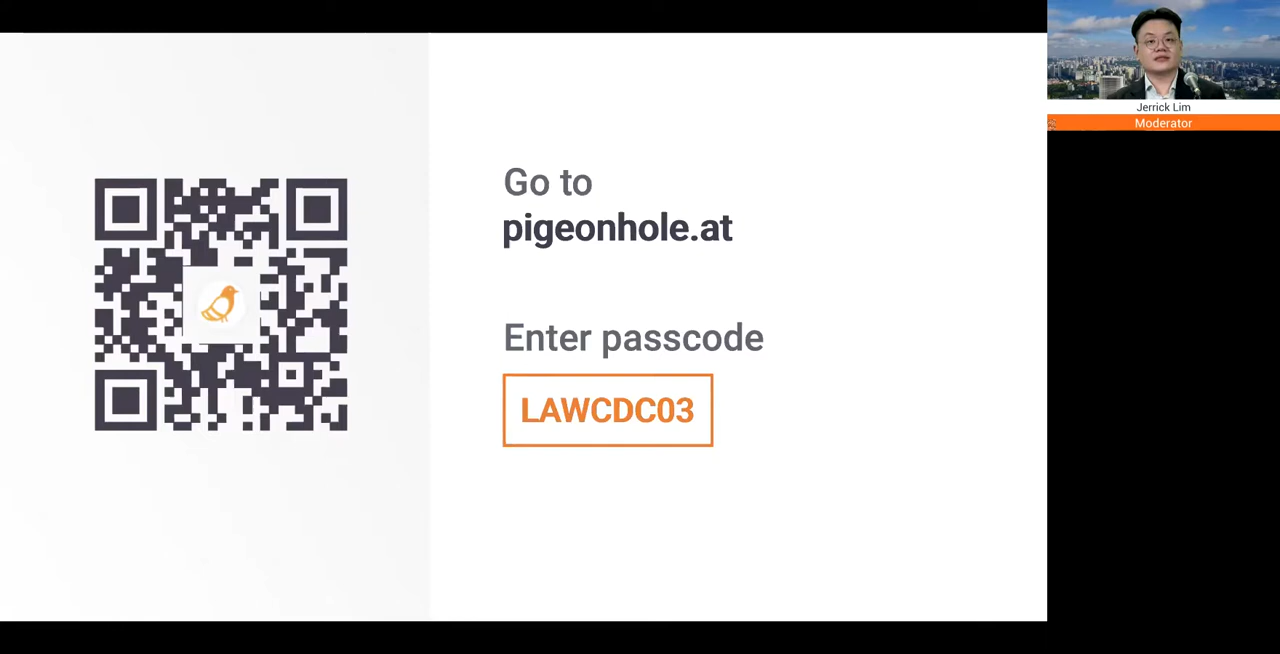 Go to
pigeonhole.at
Enter passcode
LAWCDC03
Jerrick Lim
Moderator